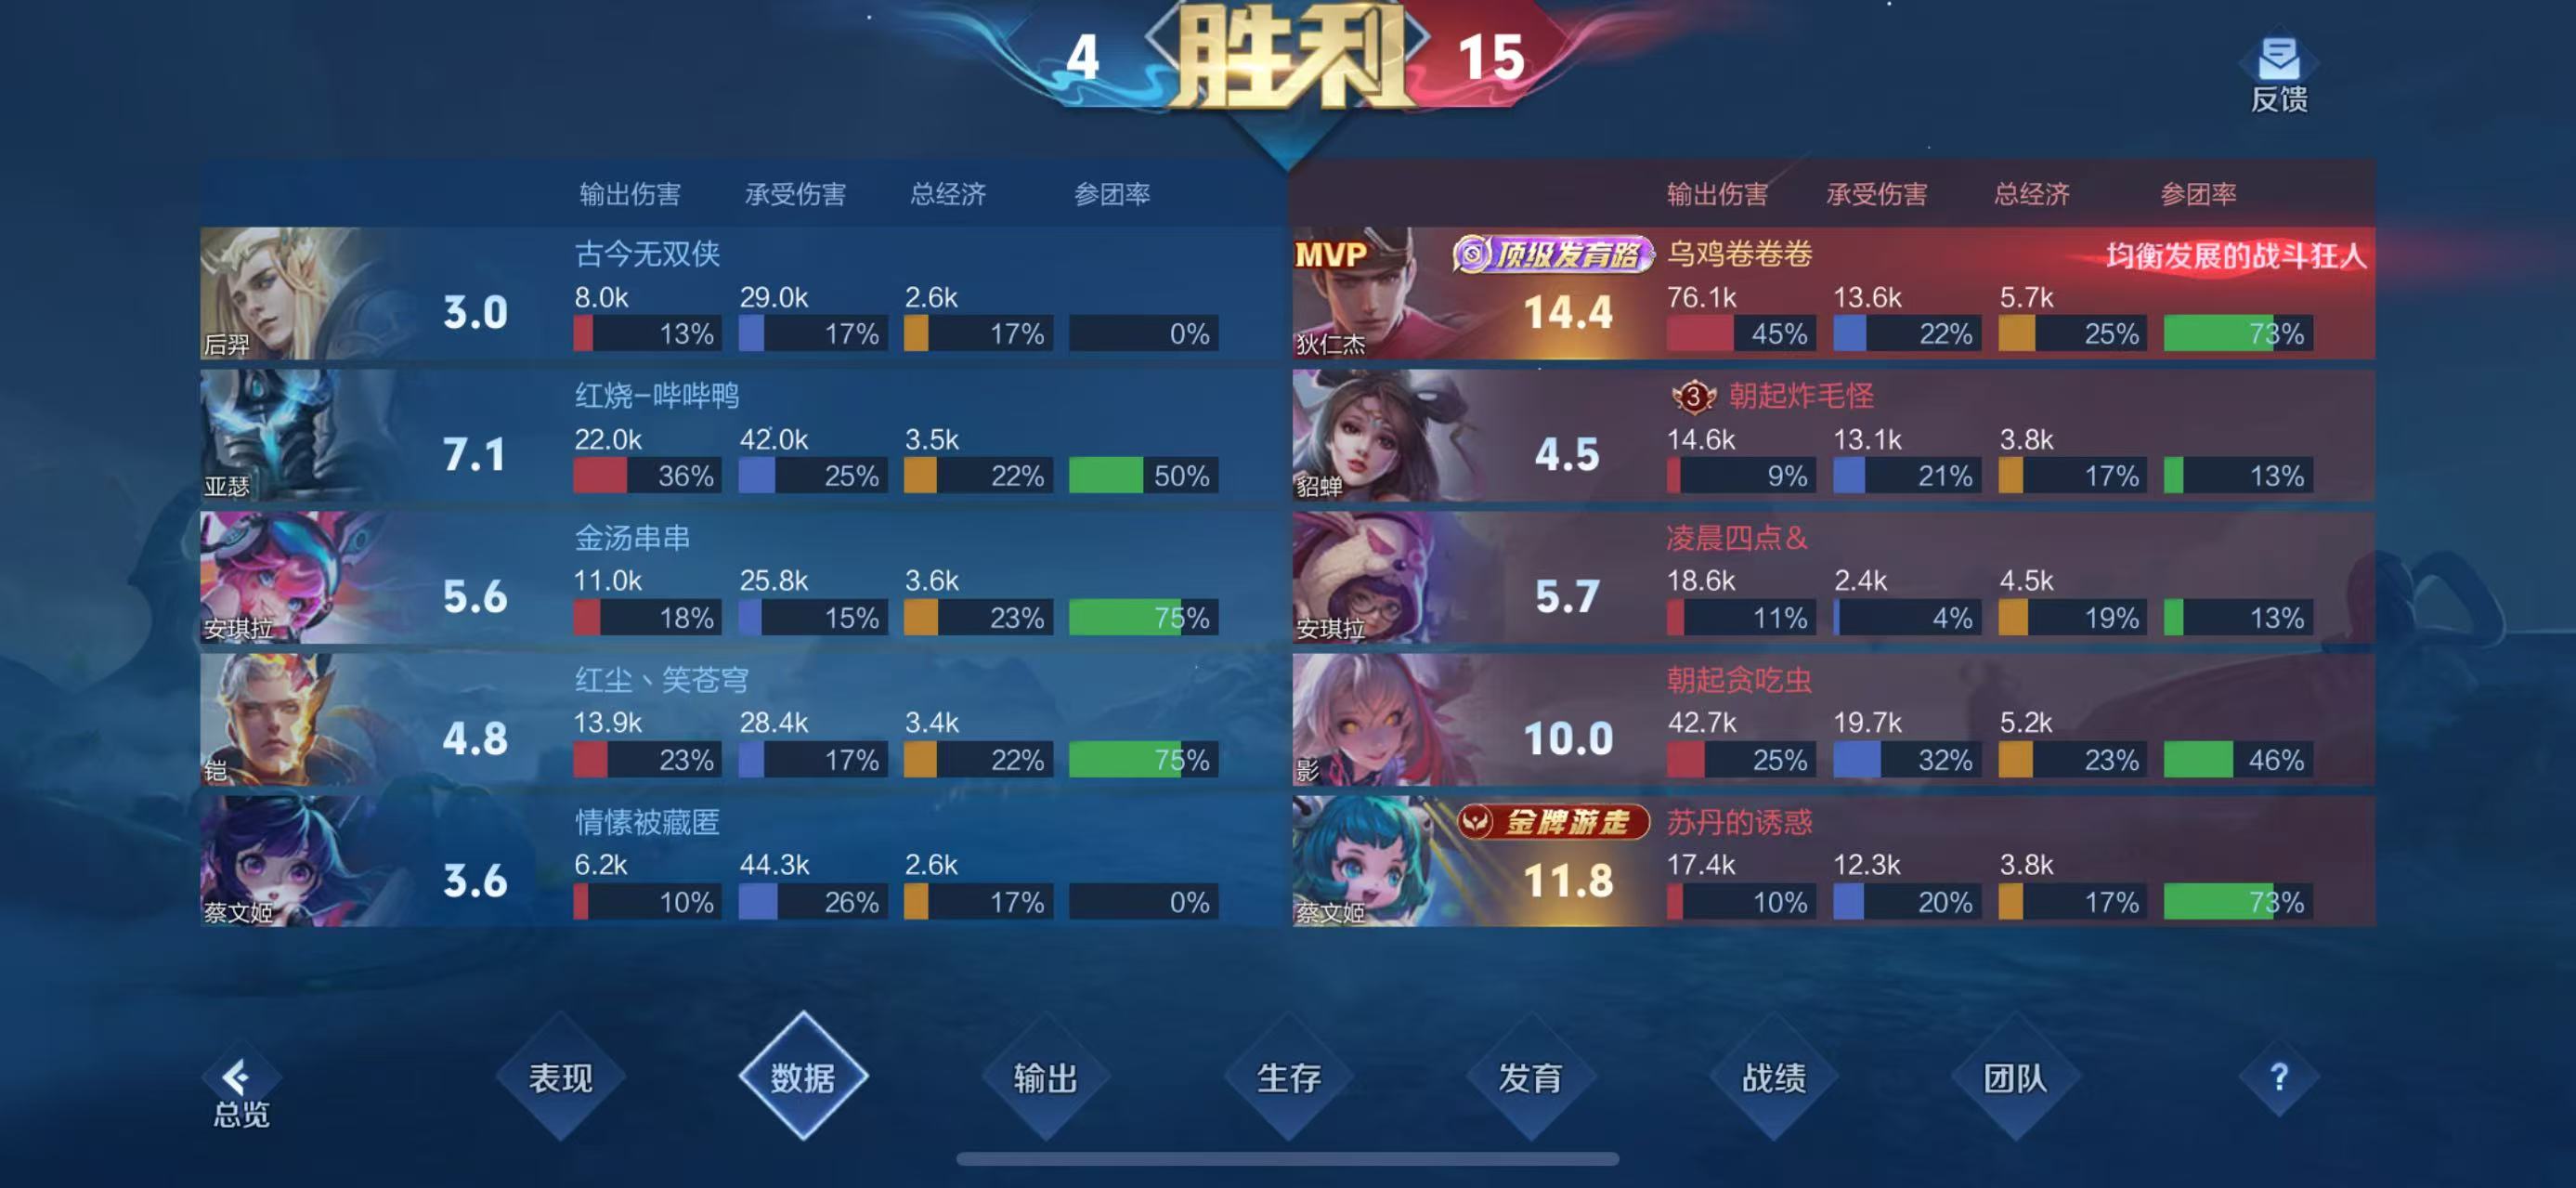 4 胜利 15
反馈
输出伤害 承受伤害 总经济 参团率
输出伤害 承受伤害 总经济 参团率
后羿
3.0
古今无双侠
8.0k 29.0k 2.6k
13% 17% 17% 0%
亚瑟
7.1
红烧-哔哔鸭
22.0k 42.0k 3.5k
36% 25% 22% 50%
安琪拉
5.6
金汤串串
11.0k 25.8k 3.6k
18% 15% 23% 75%
铠
4.8
红尘丶笑苍穹
13.9k 28.4k 3.4k
23% 17% 22% 75%
蔡文姬
3.6
情愫被藏匿
6.2k 44.3k 2.6k
10% 26% 17% 0%
MVP
狄仁杰
顶级发育路
14.4
乌鸡卷卷卷
均衡发展的战斗狂人
76.1k 13.6k 5.7k
45% 22% 25% 73%
貂蝉
4.5
3 朝起炸毛怪
14.6k 13.1k 3.8k
9% 21% 17% 13%
安琪拉
5.7
凌晨四点&
18.6k 2.4k 4.5k
11% 4% 19% 13%
影
10.0
朝起贪吃虫
42.7k 19.7k 5.2k
25% 32% 23% 46%
蔡文姬
金牌游走
11.8
苏丹的诱惑
17.4k 12.3k 3.8k
10% 20% 17% 73%
总览
表现 数据 输出 生存 发育 战绩 团队 ?